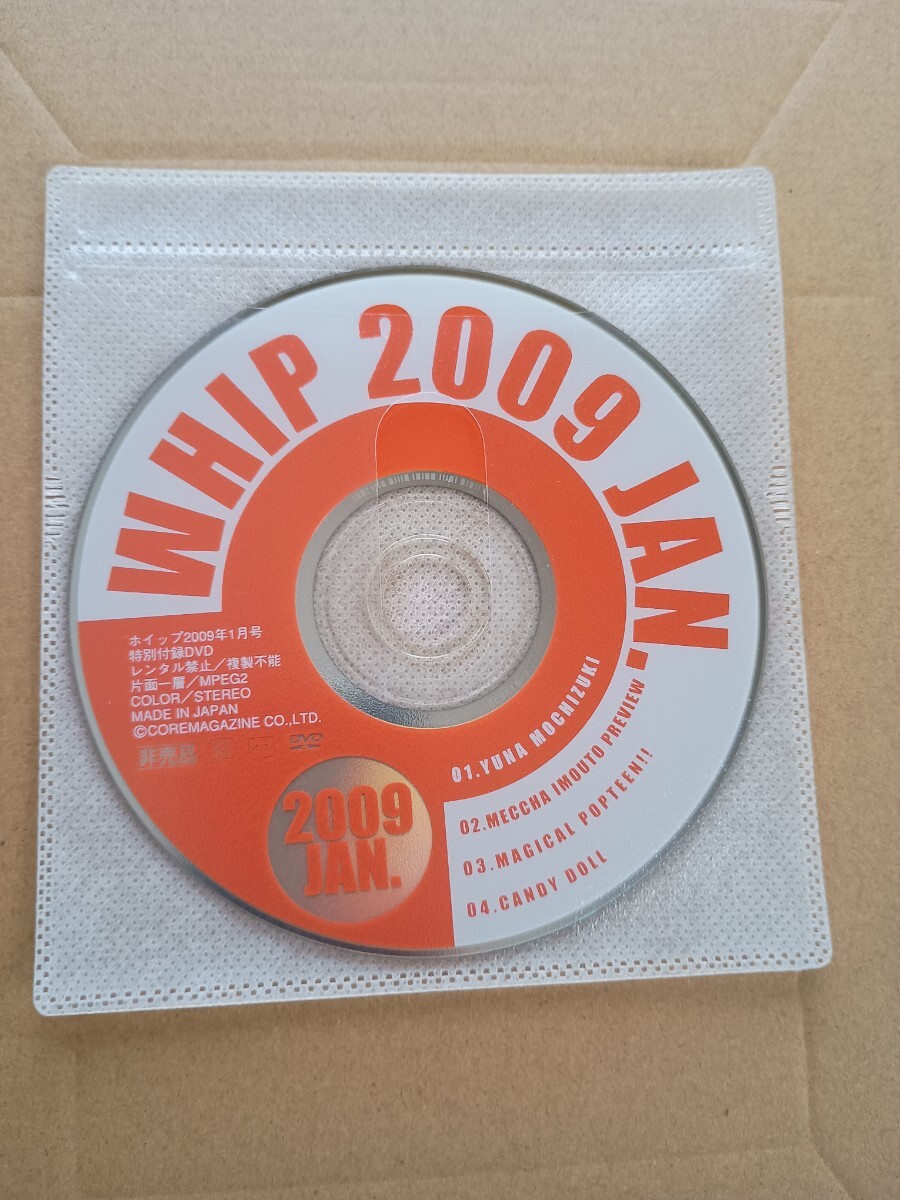 WHIP 2009 JAN.
ホイップ2009年1月号
特別付録DVD
レンタル禁止／複製不能
片面一層／MPEG2
COLOR／STEREO
MADE IN JAPAN
©COREMAGAZINE CO.,LTD.
非売品
DVD
2009
JAN.
01.YUNA MOCHIZUKI
02.MECCHA IMOUTO PREVIEW
03.MAGICAL POPTEEN!!
04.CANDY DOLL